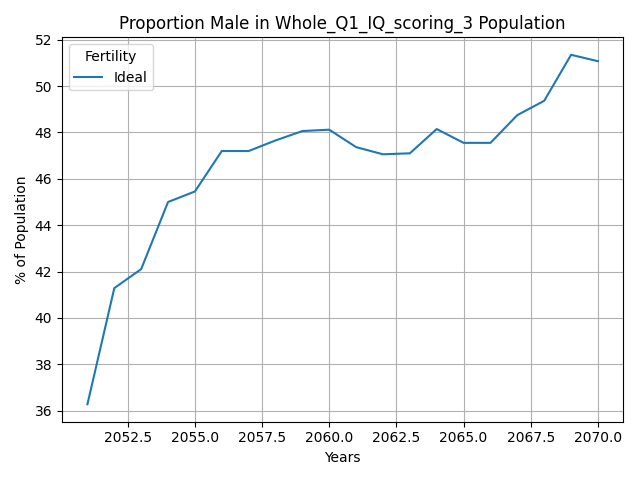 Proportion Male in Whole_Q1_IQ_scoring_3 Population
Fertility
Ideal
% of Population
52
50
48
46
44
42
40
38
36
2052.5 2055.0 2057.5 2060.0 2062.5 2065.0 2067.5 2070.0
Years